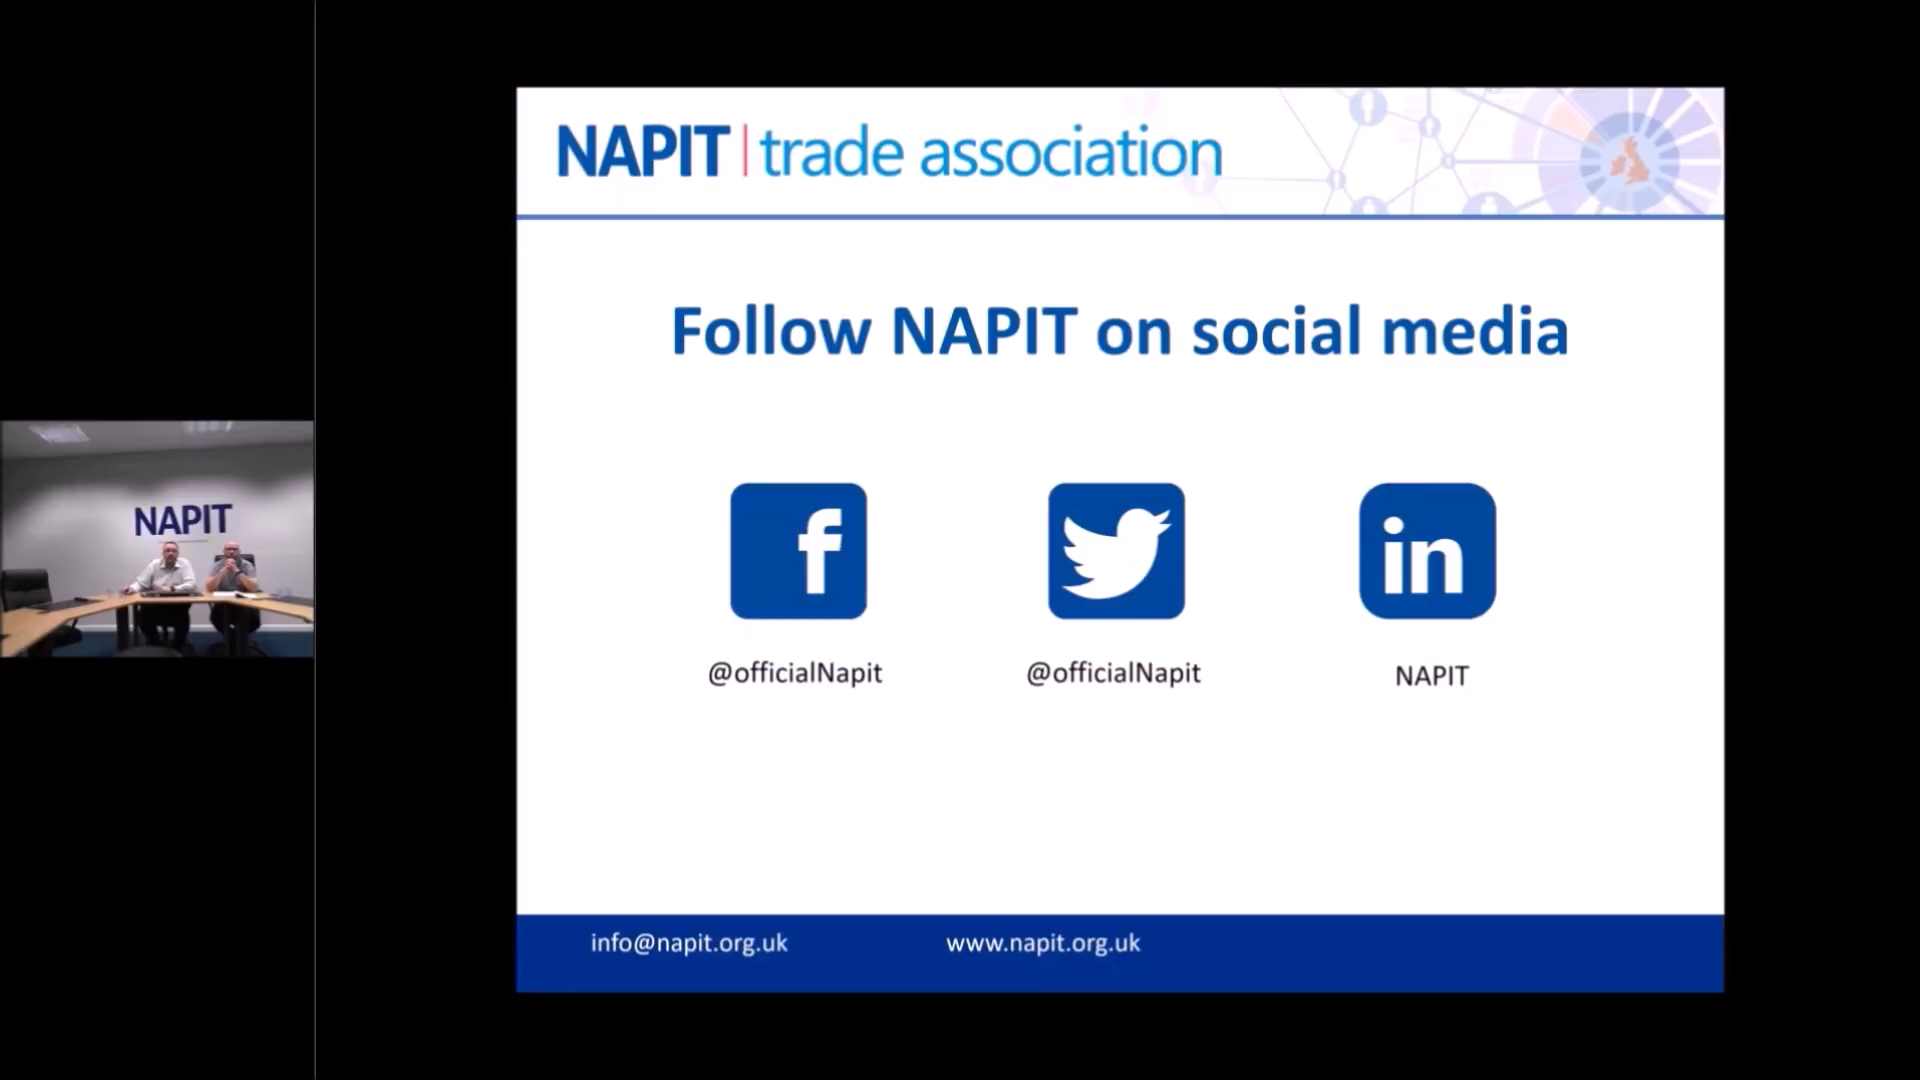 NAPIT | trade association
Follow NAPIT on social media
f
in
@officialNapit
@officialNapit
NAPIT
info@napit.org.uk
www.napit.org.uk
NAPIT